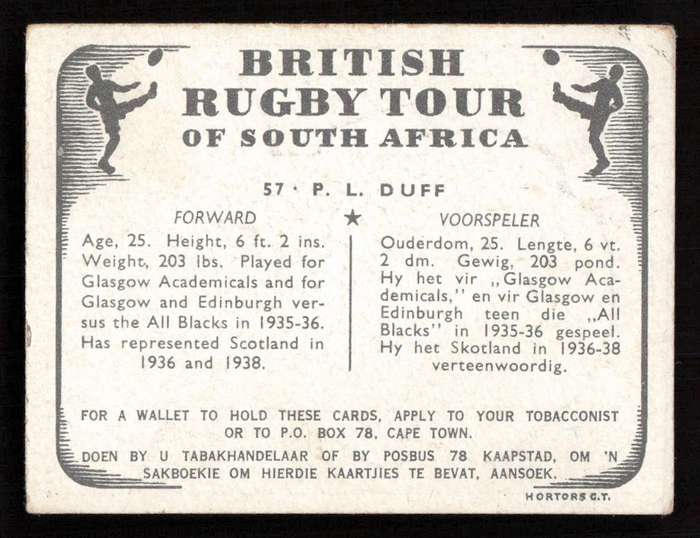 BRITISH
RUGBY TOUR
OF SOUTH AFRICA
57 · P. L. DUFF
FORWARD
Age, 25. Height, 6 ft. 2 ins.
Weight, 203 lbs. Played for
Glasgow Academicals and for
Glasgow and Edinburgh ver-
sus the All Blacks in 1935-36.
Has represented Scotland in
1936 and 1938.
★
VOORSPELER
Ouderdom, 25. Lengte, 6 vt.
2 dm. Gewig, 203 pond.
Hy het vir „Glasgow Aca-
demicals,” en vir Glasgow en
Edinburgh teen die „All
Blacks” in 1935-36 gespeel.
Hy het Skotland in 1936-38
verteenwoordig.
FOR A WALLET TO HOLD THESE CARDS, APPLY TO YOUR TOBACCONIST
OR TO P.O. BOX 78, CAPE TOWN.
DOEN BY U TABAKHANDELAAR OF BY POSBUS 78 KAAPSTAD, OM 'N
SAKBOEKIE OM HIERDIE KAARTJIES TE BEVAT, AANSOEK.
HORTORS C.T.